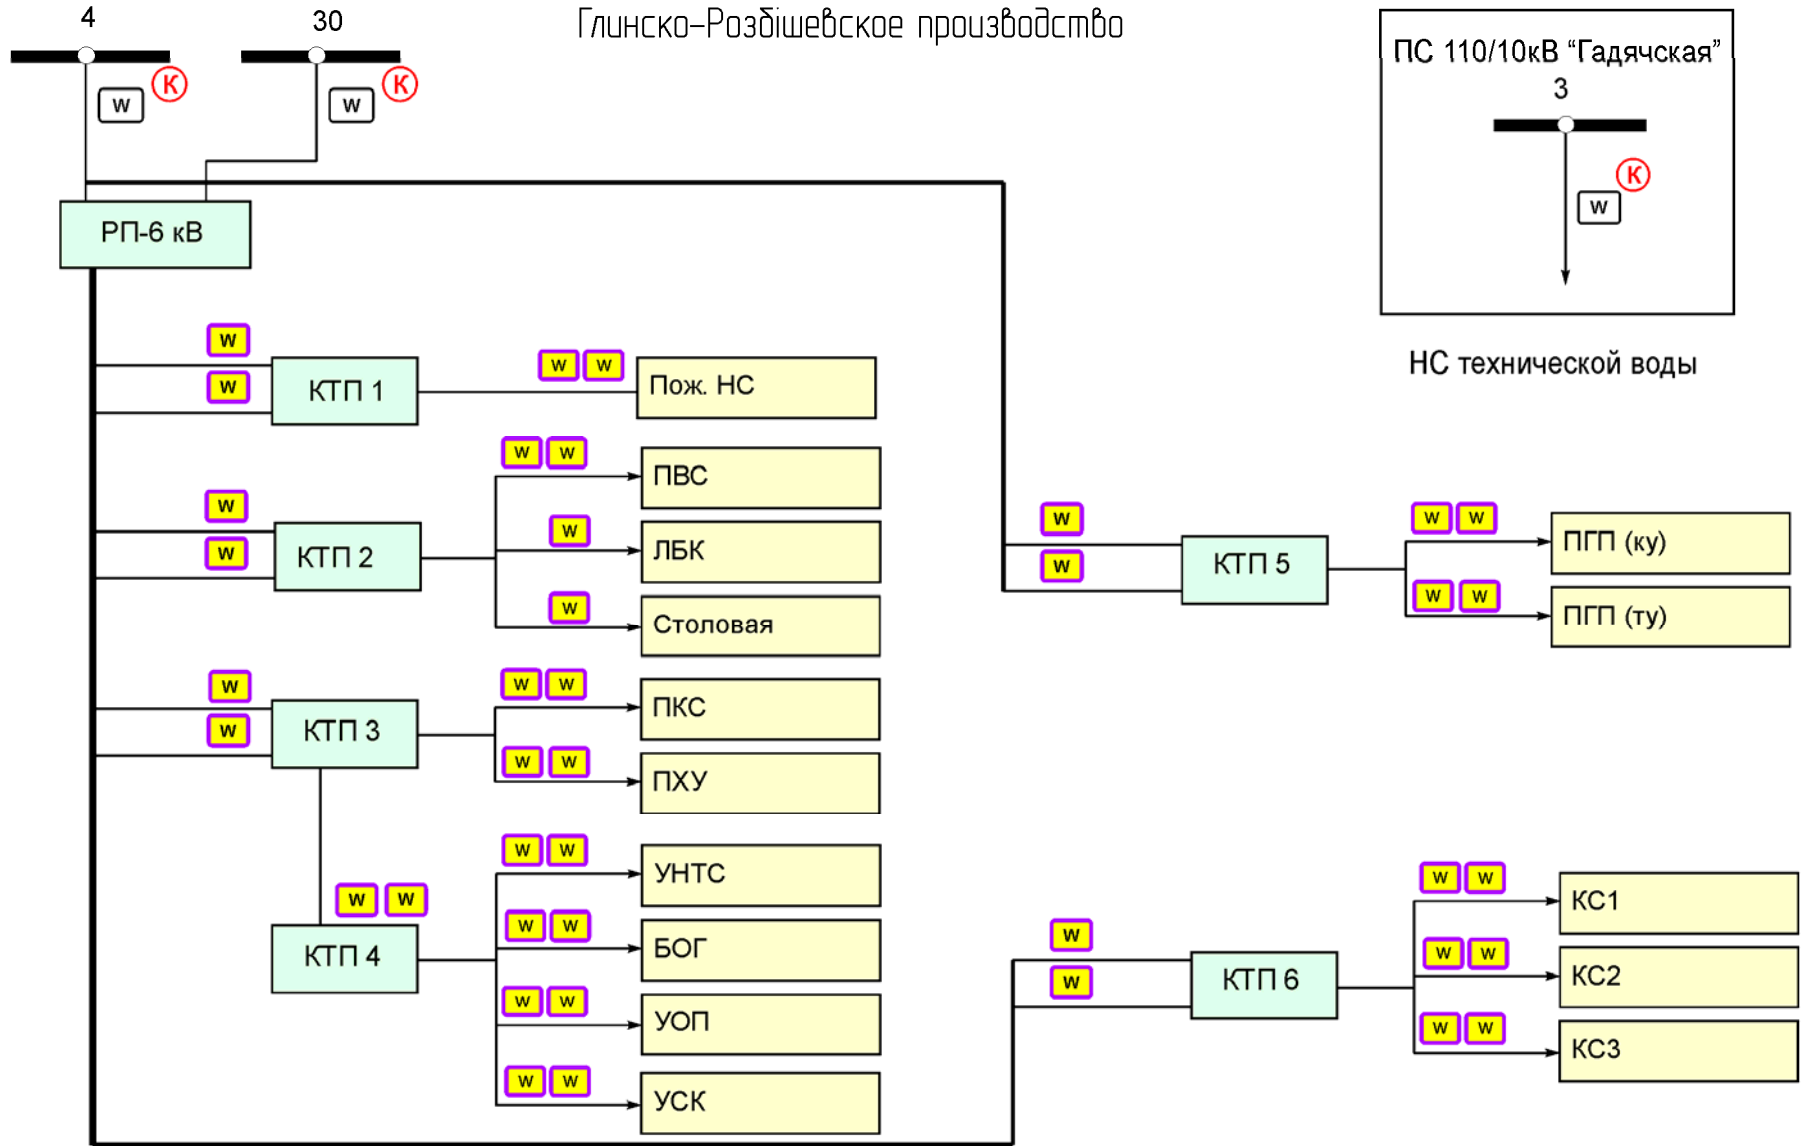 Глинско-Розбішевское производство
4
30
К
К
W
W
ПС 110/10кВ “Гадячская”
3
К
W
НС технической воды
РП-6 кВ
W
W
КТП 1
W W
Пож. НС
W
W
КТП 2
W W
ПВС
W
ЛБК
W
Столовая
W
W
КТП 3
W W
ПКС
W W
ПХУ
W W
КТП 4
W W
УНТС
W W
БОГ
W W
УОП
W W
УСК
W
W
КТП 5
W W
ПГП (ку)
W W
ПГП (ту)
W
W
КТП 6
W W
КС1
W W
КС2
W W
КС3